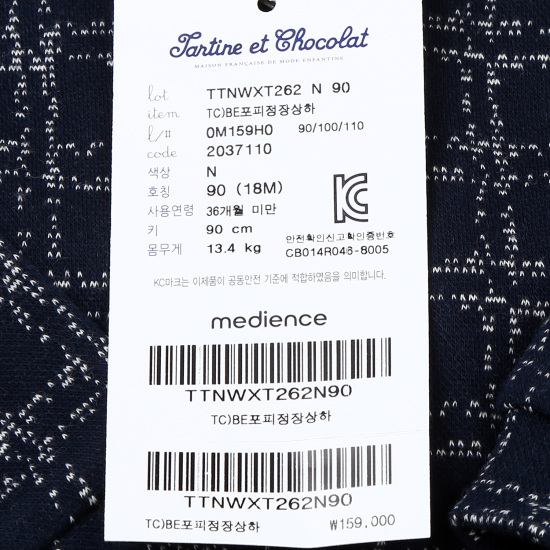 Tartine et Chocolat
MAISON FRANÇAISE DE MODE ENFANTINE
lot TTNWXT262 N 90
item TC)BE포피정장상하
l/# 0M159H0 90/100/110
code 2037110
색상 N
호칭 90 (18M)
사용연령 36개월 미만
키 90 cm
몸무게 13.4 kg
안전확인신고확인증번호
CB014R046-8005
KC마크는 이제품이 공동안전 기준에 적합하였음을 의미합니다.
medience
TTNWXT262N90
TC)BE포피정장상하
TTNWXT262N90
TC)BE포피정장상하 ₩159,000